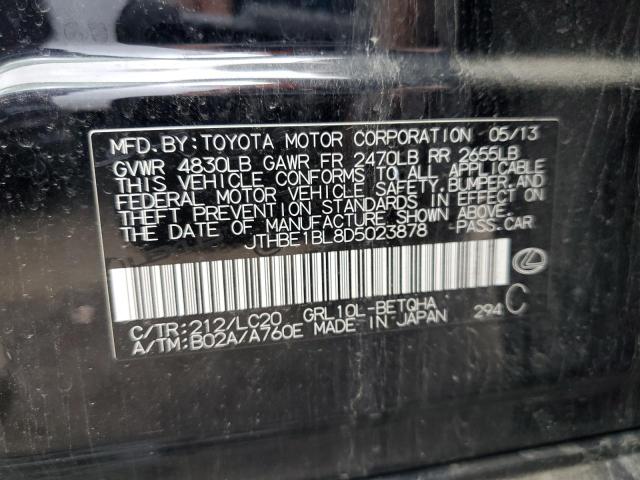 MFD. BY: TOYOTA MOTOR CORPORATION 05/13
GVWR 4830LB GAWR FR 2470LB RR 2655LB
THIS VEHICLE CONFORMS TO ALL APPLICABLE
FEDERAL MOTOR VEHICLE SAFETY, BUMPER, AND
THEFT PREVENTION STANDARDS IN EFFECT ON
THE DATE OF MANUFACTURE SHOWN ABOVE.
JTHBE1BL8D5023878 -PASS. CAR
C/TR: 212/LC20 GRL10L-BETQHA
A/TM: B02A/A760E MADE IN JAPAN 294 C